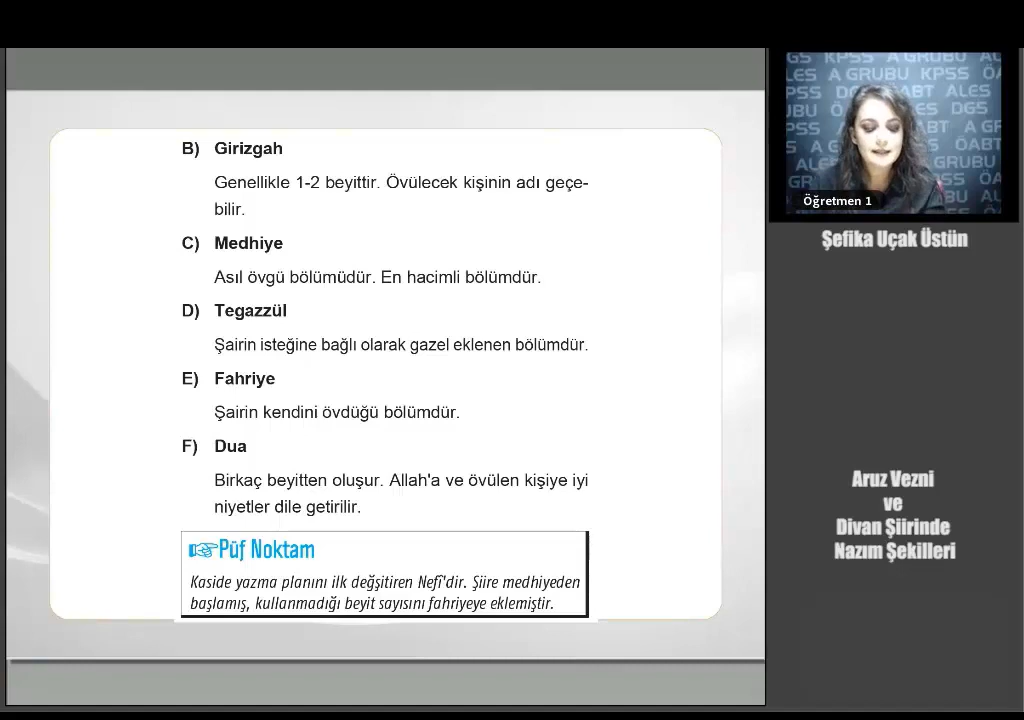 B) Girizgah
Genellikle 1-2 beyittir. Övülecek kişinin adı geçe-
bilir.
C) Medhiye
Asıl övgü bölümüdür. En hacimli bölümdür.
D) Tegazzül
Şairin isteğine bağlı olarak gazel eklenen bölümdür.
E) Fahriye
Şairin kendini övdüğü bölümdür.
F) Dua
Birkaç beyitten oluşur. Allah'a ve övülen kişiye iyi
niyetler dile getirilir.
Püf Noktam
Kaside yazma planını ilk değşitiren Nefî'dir. Şiire medhiyeden
başlamış, kullanmadığı beyit sayısını fahriyeye eklemiştir.
Öğretmen 1
Şefika Uçak Üstün
Aruz Vezni
ve
Divan Şiirinde
Nazım Şekilleri